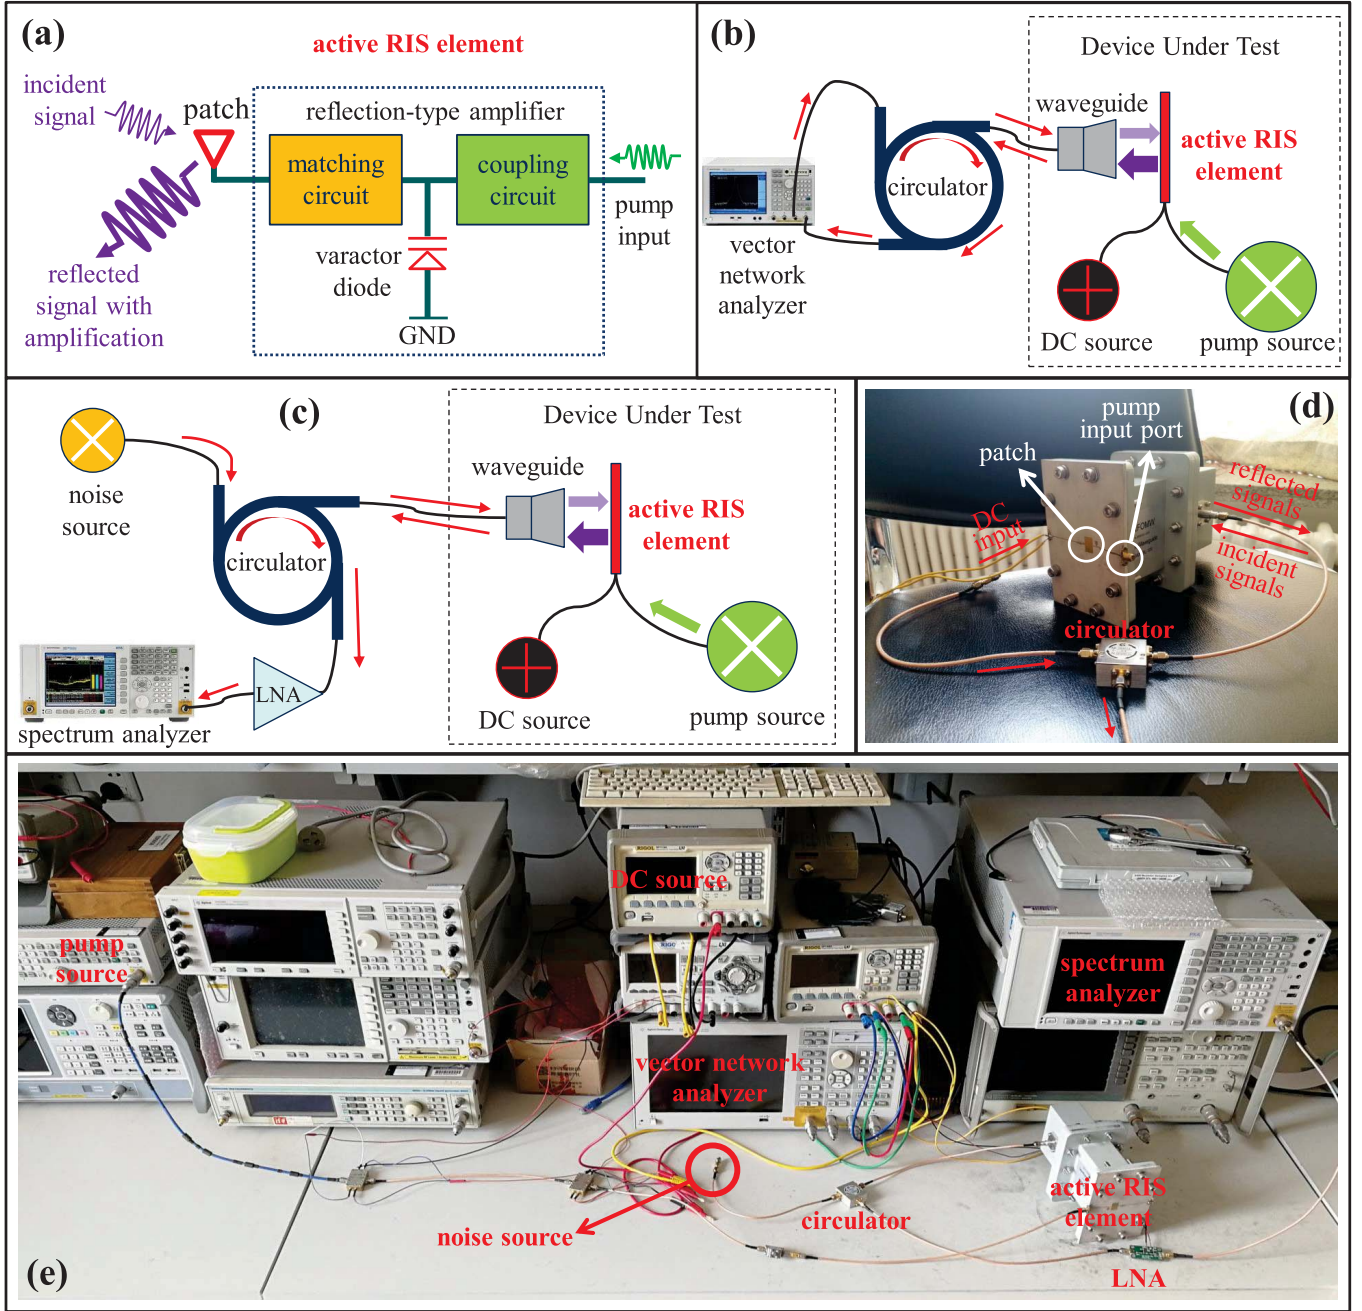 (a)
active RIS element
incident
signal
patch
reflection-type amplifier
matching
circuit
coupling
circuit
pump
input
varactor
diode
GND
reflected
signal with
amplification
(b)
Device Under Test
waveguide
active RIS
element
circulator
vector
network
analyzer
DC source
pump source
(c)
noise
source
Device Under Test
waveguide
active RIS
element
circulator
LNA
spectrum analyzer
DC source
pump source
(d)
pump
input port
patch
DC
input
reflected
signals
incident
signals
circulator
(e)
pump
source
RIGOL
DC source
RIGOL
spectrum
analyzer
vector network
analyzer
noise source
circulator
active RIS
element
LNA